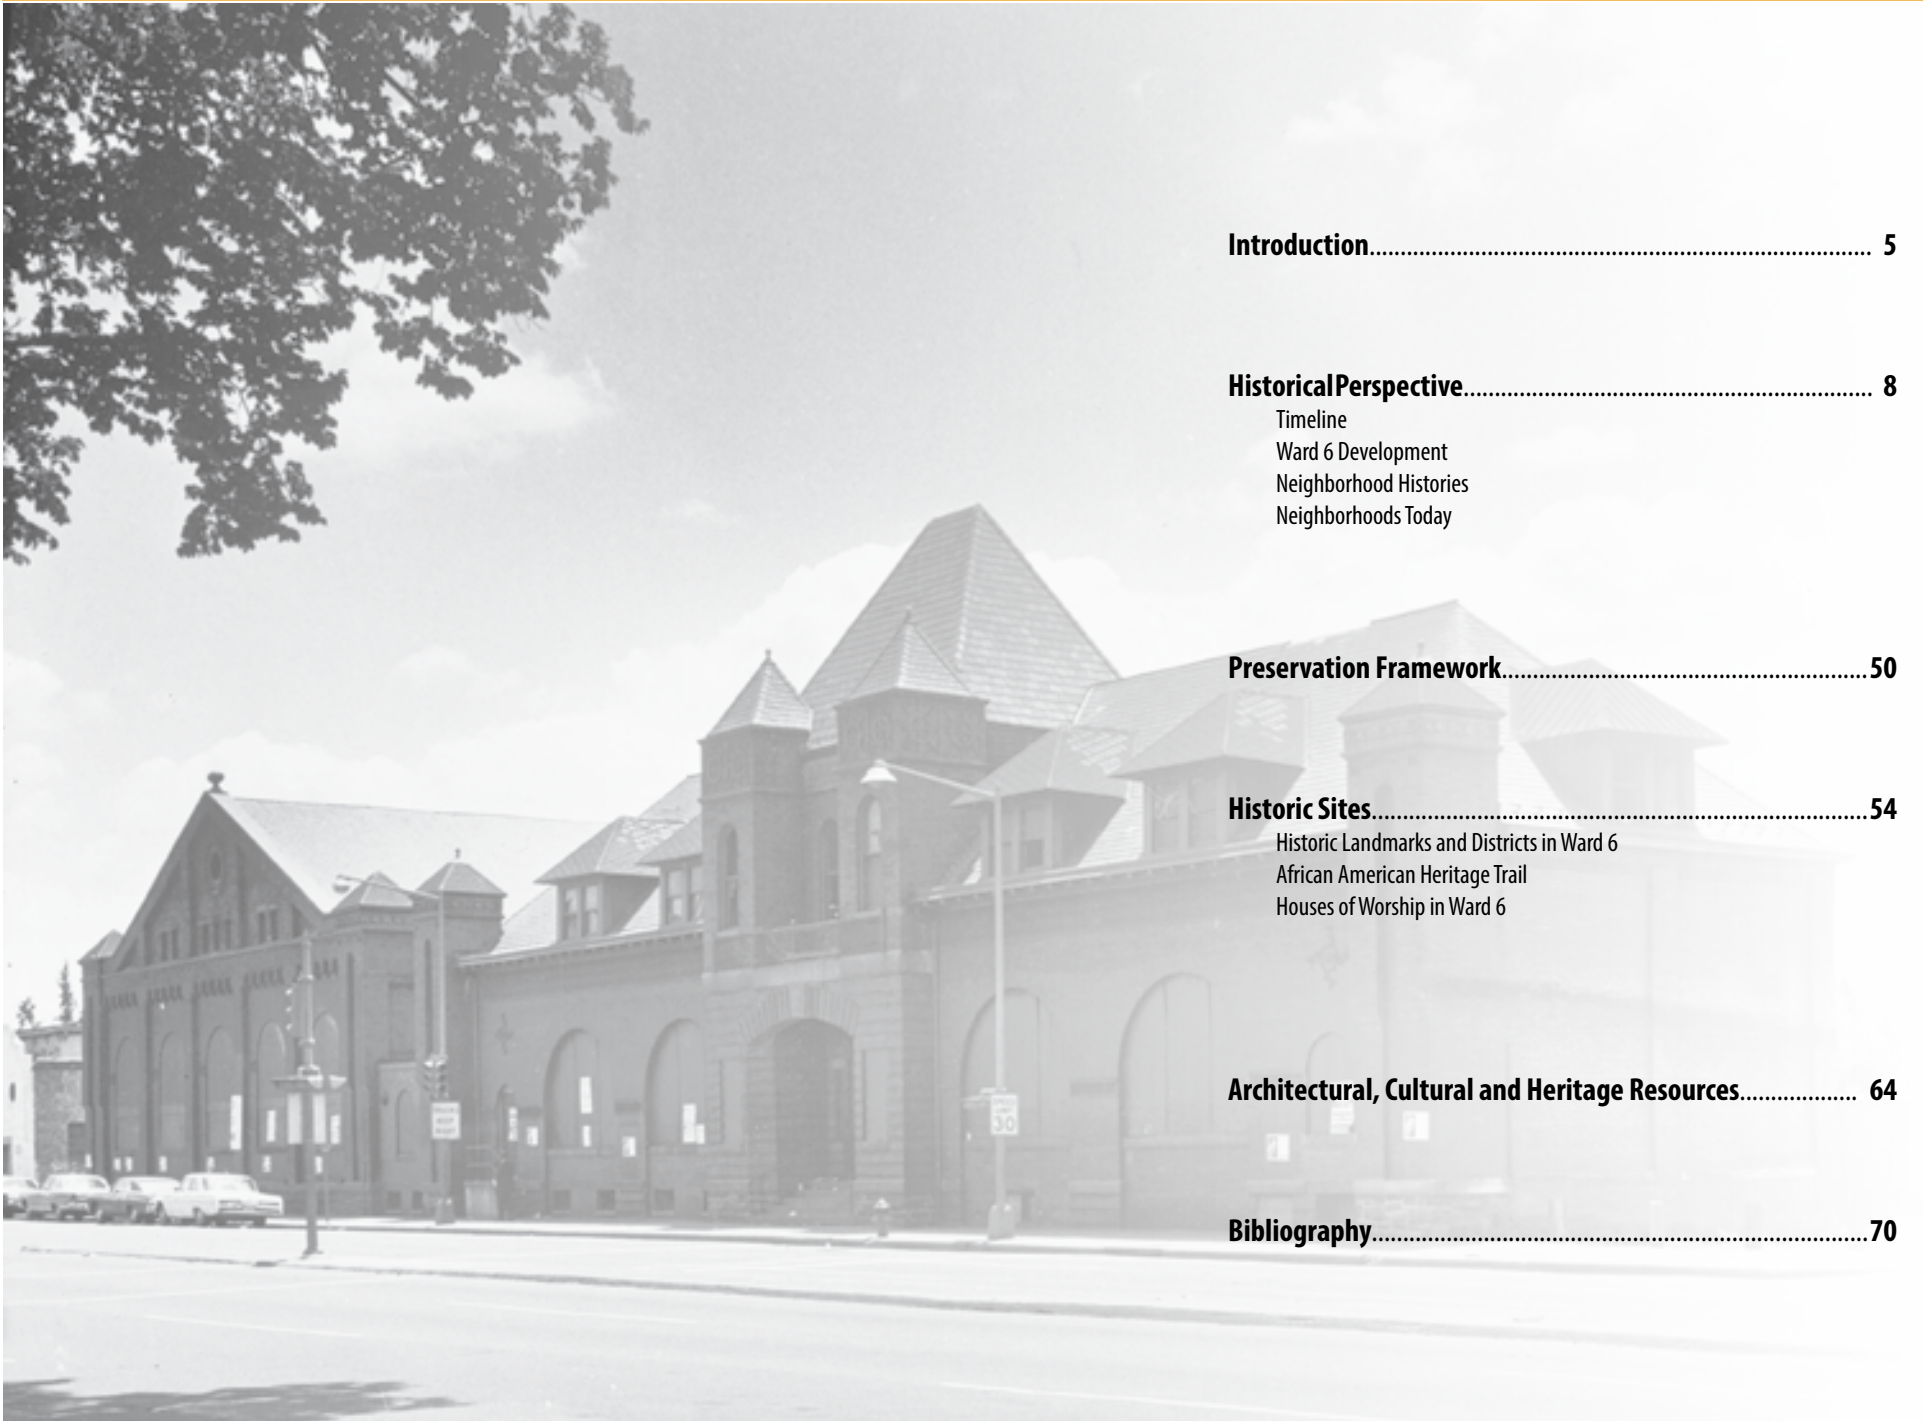 Introduction................................................................................. 5
Historical Perspective.................................................................. 8
Timeline
Ward 6 Development
Neighborhood Histories
Neighborhoods Today
Preservation Framework...........................................................50
Historic Sites................................................................................54
Historic Landmarks and Districts in Ward 6
African American Heritage Trail
Houses of Worship in Ward 6
Architectural, Cultural and Heritage Resources................... 64
Bibliography................................................................................70
30